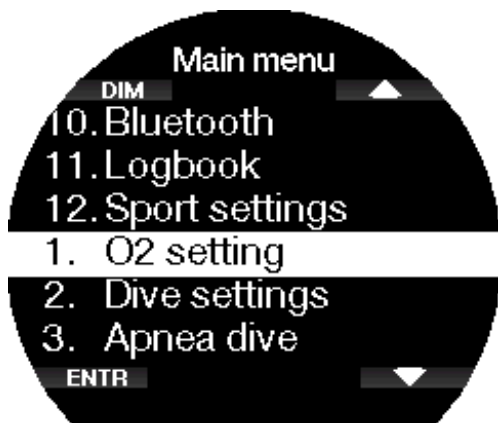 Main menu
DIM
10. Bluetooth
11. Logbook
12. Sport settings
1. O2 setting
2. Dive settings
3. Apnea dive
ENTR